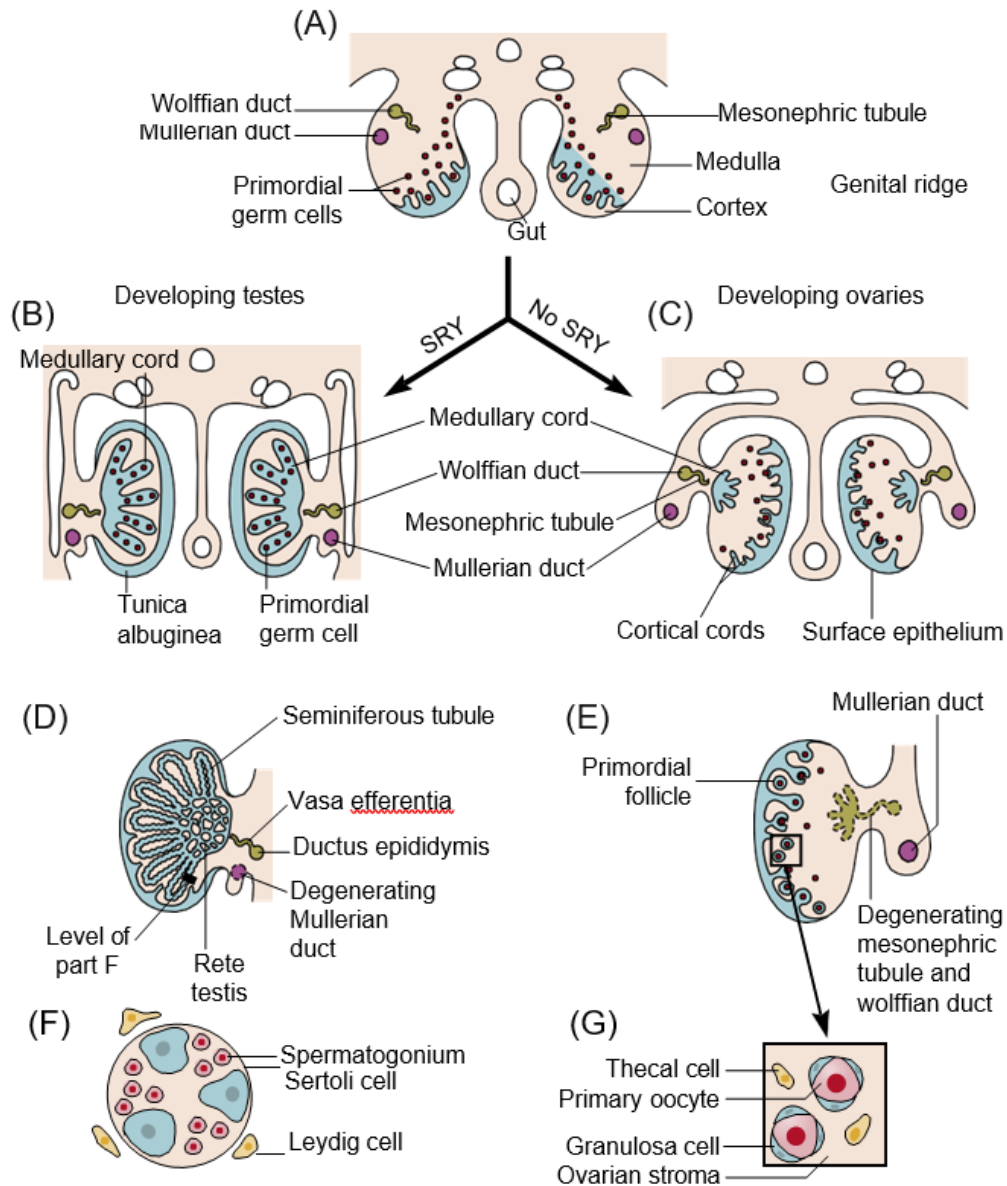 (A)
Wolffian duct
Mullerian duct
Primordial
germ cells
Mesonephric tubule
Medulla
Genital ridge
Cortex
Gut
Developing testes
SRY
No SRY
Developing ovaries
(B)
Medullary cord
(C)
Medullary cord
Wolffian duct
Mesonephric tubule
Mullerian duct
Tunica
albuginea
Primordial
germ cell
Cortical cords
Surface epithelium
(D)
Seminiferous tubule
Vasa efferentia
Ductus epididymis
Degenerating
Mullerian
duct
Level of
part F
Rete
testis
(E)
Mullerian duct
Primordial
follicle
Degenerating
mesonephric
tubule and
wolffian duct
(F)
Spermatogonium
Sertoli cell
Leydig cell
(G)
Thecal cell
Primary oocyte
Granulosa cell
Ovarian stroma